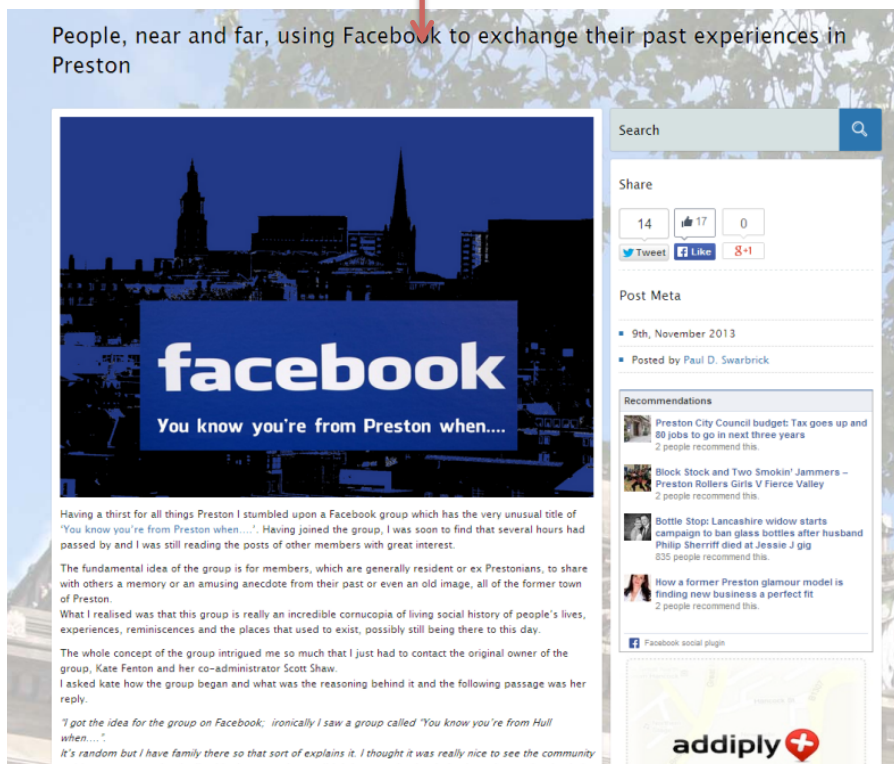 People, near and far, using Facebook to exchange their past experiences in
Preston
facebook
You know you're from Preston when....
Having a thirst for all things Preston I stumbled upon a Facebook group which has the very unusual title of
'You know you're from Preston when....'. Having joined the group, I was soon to find that several hours had
passed by and I was still reading the posts of other members with great interest.
The fundamental idea of the group is for members, which are generally resident or ex Prestonians, to share
with others a memory or an amusing anecdote from their past or even an old image, all of the former town
of Preston.
What I realised was that this group is really an incredible cornucopia of living social history of people's lives,
experiences, reminiscences and the places that used to exist, possibly still being there to this day.
The whole concept of the group intrigued me so much that I just had to contact the original owner of the
group, Kate Fenton and her co-administrator Scott Shaw.
I asked kate how the group began and what was the reasoning behind it and the following passage was her
reply.
"I got the idea for the group on Facebook; ironically I saw a group called "You know you're from Hull
when....".
It's random but I have family there so that sort of explains it. I thought it was really nice to see the community
Search
Share
14
17
0
Tweet
Like
g+1
Post Meta
9th, November 2013
Posted by Paul D. Swarbrick
Recommendations
Preston City Council budget: Tax goes up and
80 jobs to go in next three years
2 people recommend this.
Block Stock and Two Smokin' Jammers –
Preston Rollers Girls V Fierce Valley
2 people recommend this.
Bottle Stop: Lancashire widow starts
campaign to ban glass bottles after husband
Philip Sherriff died at Jessie J gig
835 people recommend this.
How a former Preston glamour model is
finding new business a perfect fit
2 people recommend this.
Facebook social plugin
addiply